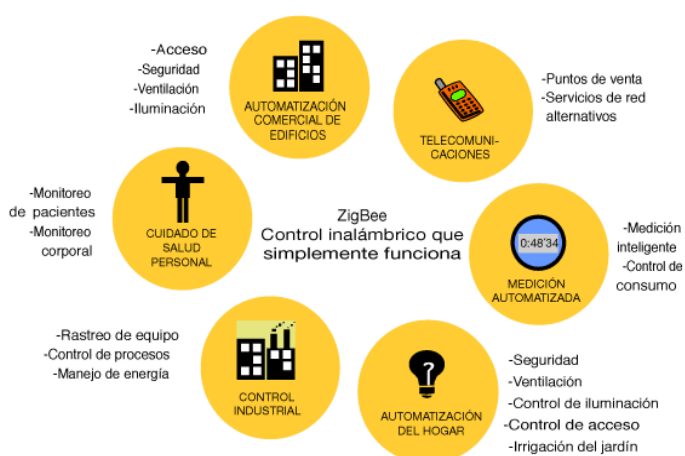 -Acceso
-Seguridad
-Ventilación
-Iluminación
AUTOMATIZACIÓN
COMERCIAL DE
EDIFICIOS
TELECOMUNI-
CACIONES
-Puntos de venta
-Servicios de red
alternativos
-Monitoreo
de pacientes
-Monitoreo
corporal
CUIDADO DE
SALUD
PERSONAL
ZigBee
Control inalámbrico que
simplemente funciona
0:48'34
MEDICIÓN
AUTOMATIZADA
-Medición
inteligente
-Control de
consumo
-Rastreo de equipo
-Control de procesos
-Manejo de energía
CONTROL
INDUSTRIAL
?
AUTOMATIZACIÓN
DEL HOGAR
-Seguridad
-Ventilación
-Control de iluminación
-Control de acceso
-Irrigación del jardín